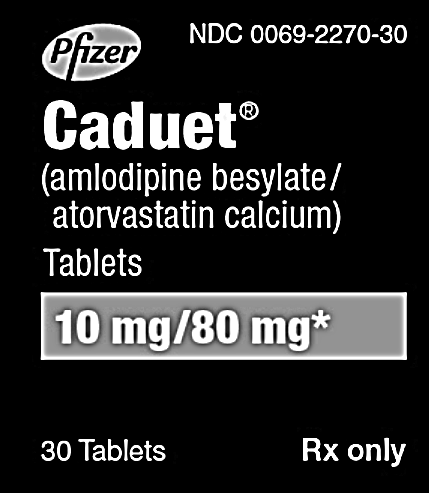 Pfizer
NDC 0069-2270-30
Caduet®
(amlodipine besylate/
atorvastatin calcium)
Tablets
10 mg/80 mg*
30 Tablets
Rx only